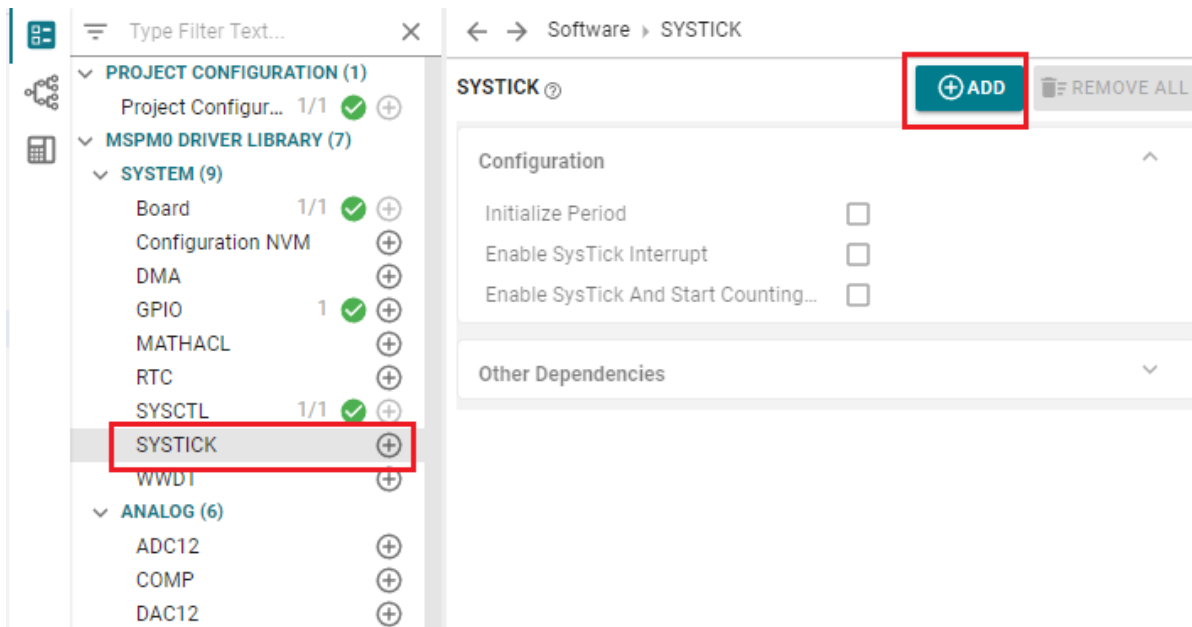 Type Filter Text...
PROJECT CONFIGURATION (1)
Project Configur... 1/1
MSPM0 DRIVER LIBRARY (7)
SYSTEM (9)
Board 1/1
Configuration NVM
DMA
GPIO 1
MATHACL
RTC
SYSCTL 1/1
SYSTICK
WWDT
ANALOG (6)
ADC12
COMP
DAC12
Software SYSTICK
SYSTICK
ADD
REMOVE ALL
Configuration
Initialize Period
Enable SysTick Interrupt
Enable SysTick And Start Counting...
Other Dependencies